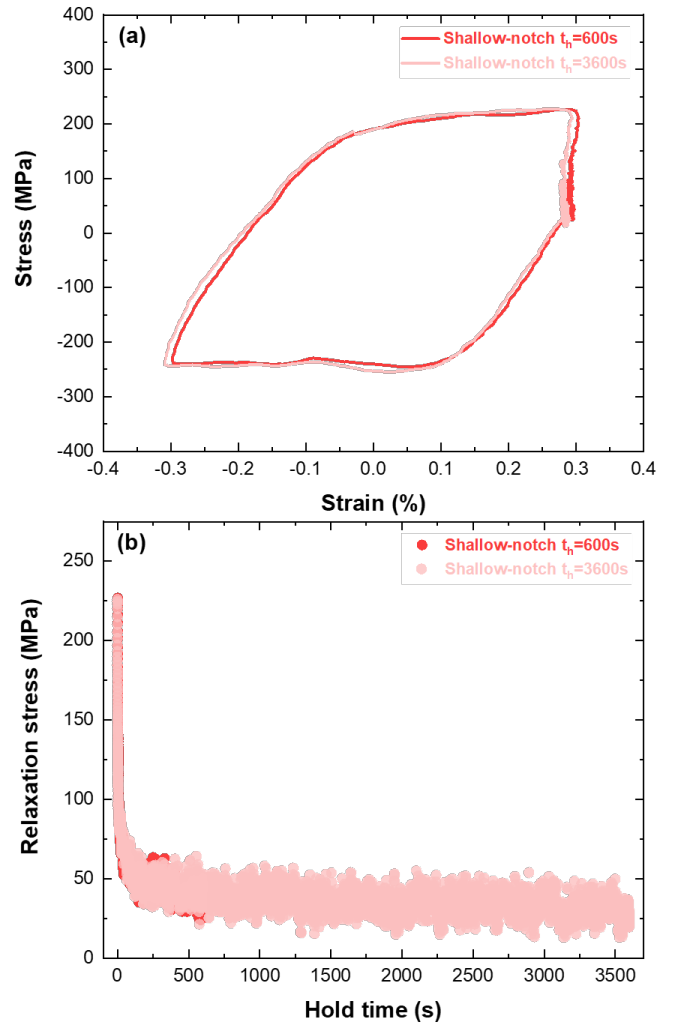 (a)
Shallow-notch t_h=600s
Shallow-notch t_h=3600s
400
300
200
100
0
-100
-200
-300
-400
Stress (MPa)
-0.4 -0.3 -0.2 -0.1 0.0 0.1 0.2 0.3 0.4
Strain (%)
(b)
Shallow-notch t_h=600s
Shallow-notch t_h=3600s
250
200
150
100
50
0
Relaxation stress (MPa)
0 500 1000 1500 2000 2500 3000 3500
Hold time (s)